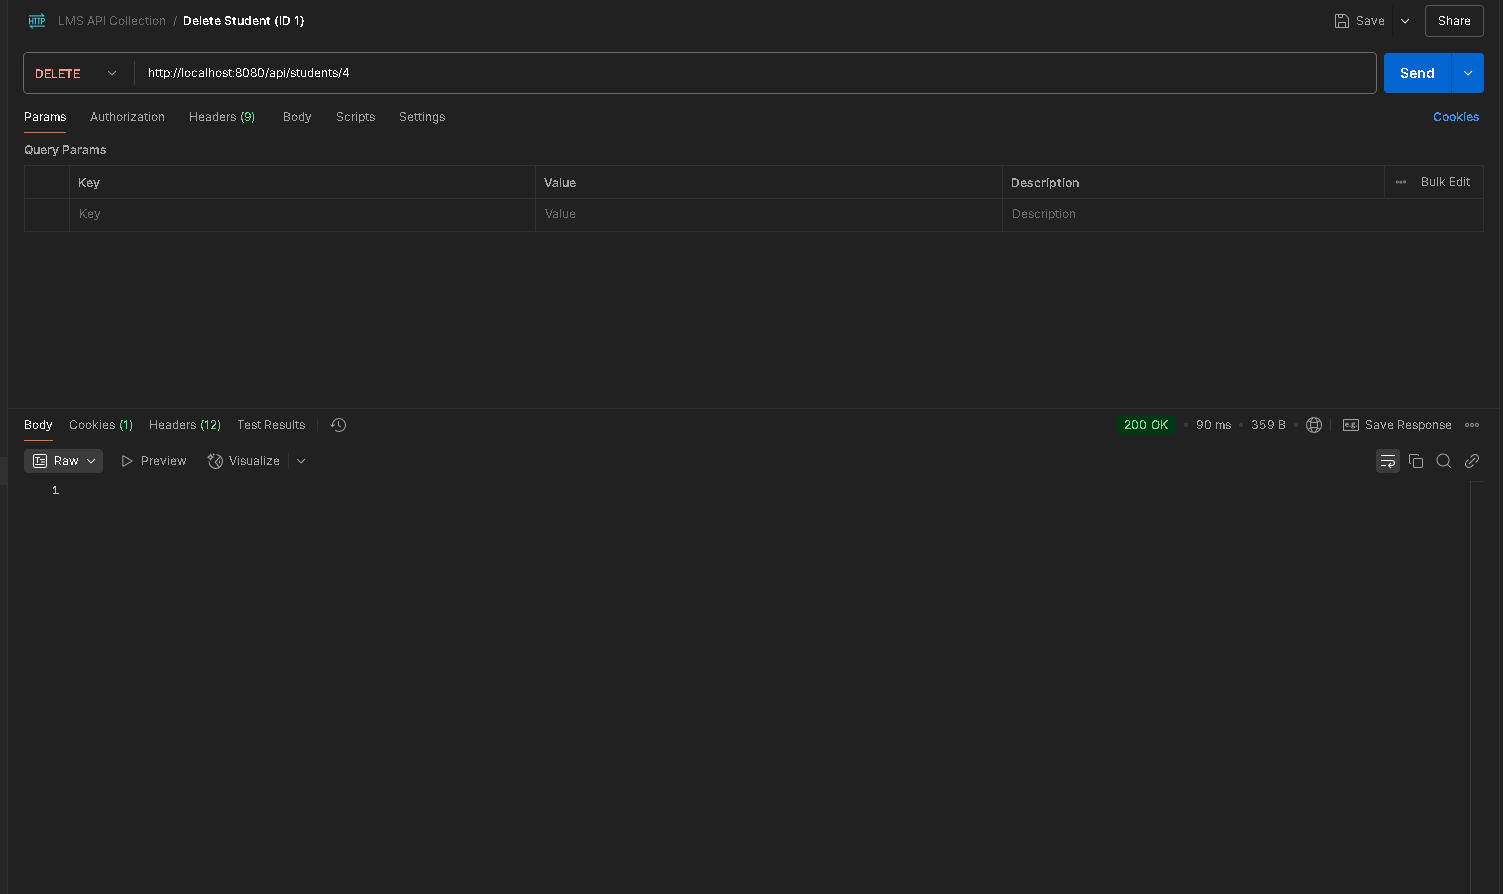 HTTP LMS API Collection / Delete Student (ID 1) Save Share
DELETE http://localhost:8080/api/students/4 Send
Params Authorization Headers (9) Body Scripts Settings Cookies
Query Params
Key Value Description Bulk Edit
Key Value Description
Body Cookies (1) Headers (12) Test Results 200 OK 90 ms 359 B e.g. Save Response
Raw Preview Visualize
1